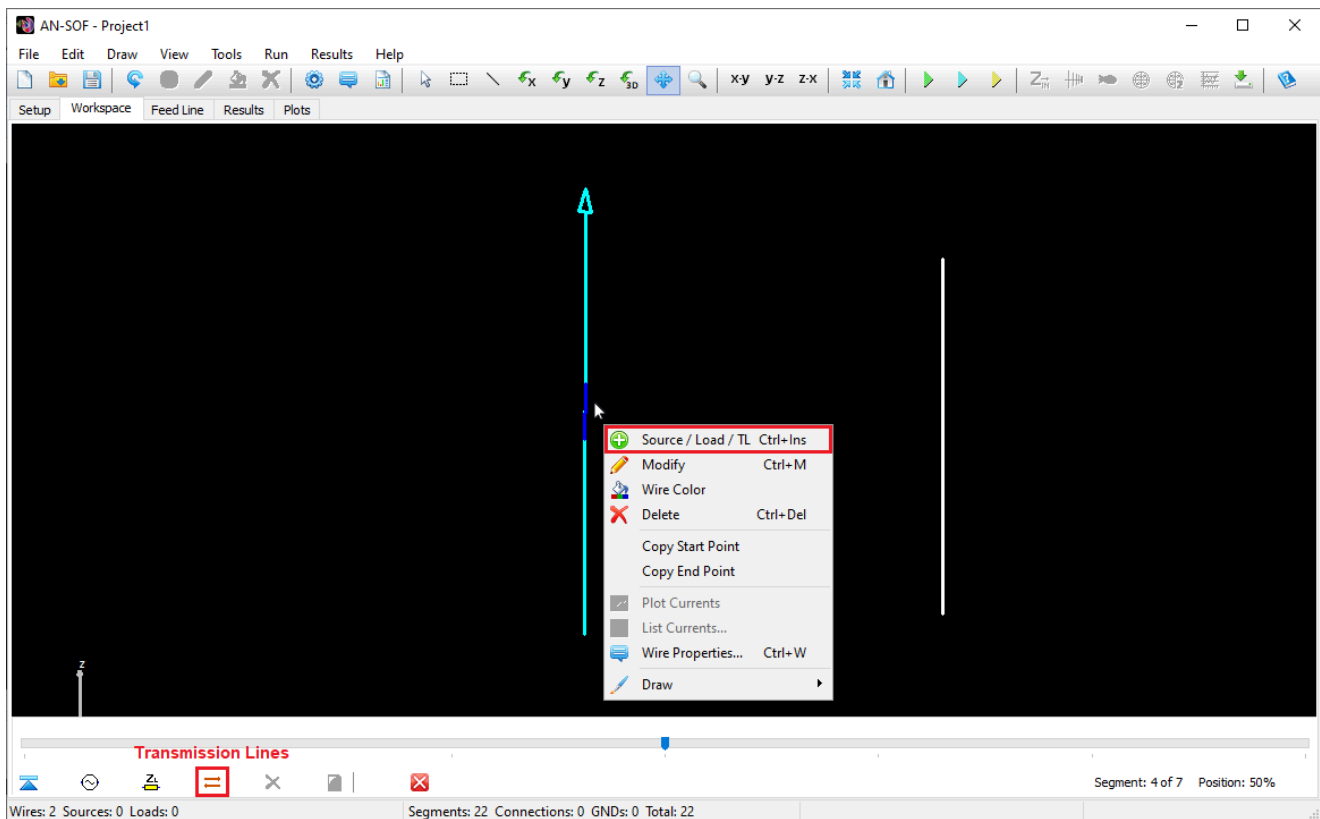 AN-SOF - Project1
File Edit Draw View Tools Run Results Help
x y z 3D x·y y·z z·x ZIN
Setup Workspace Feed Line Results Plots
Source / Load / TL Ctrl+Ins
Modify Ctrl+M
Wire Color
Delete Ctrl+Del
Copy Start Point
Copy End Point
Plot Currents
List Currents...
Wire Properties... Ctrl+W
Draw
z
Transmission Lines
ZL
Segment: 4 of 7 Position: 50%
Wires: 2 Sources: 0 Loads: 0 Segments: 22 Connections: 0 GNDs: 0 Total: 22